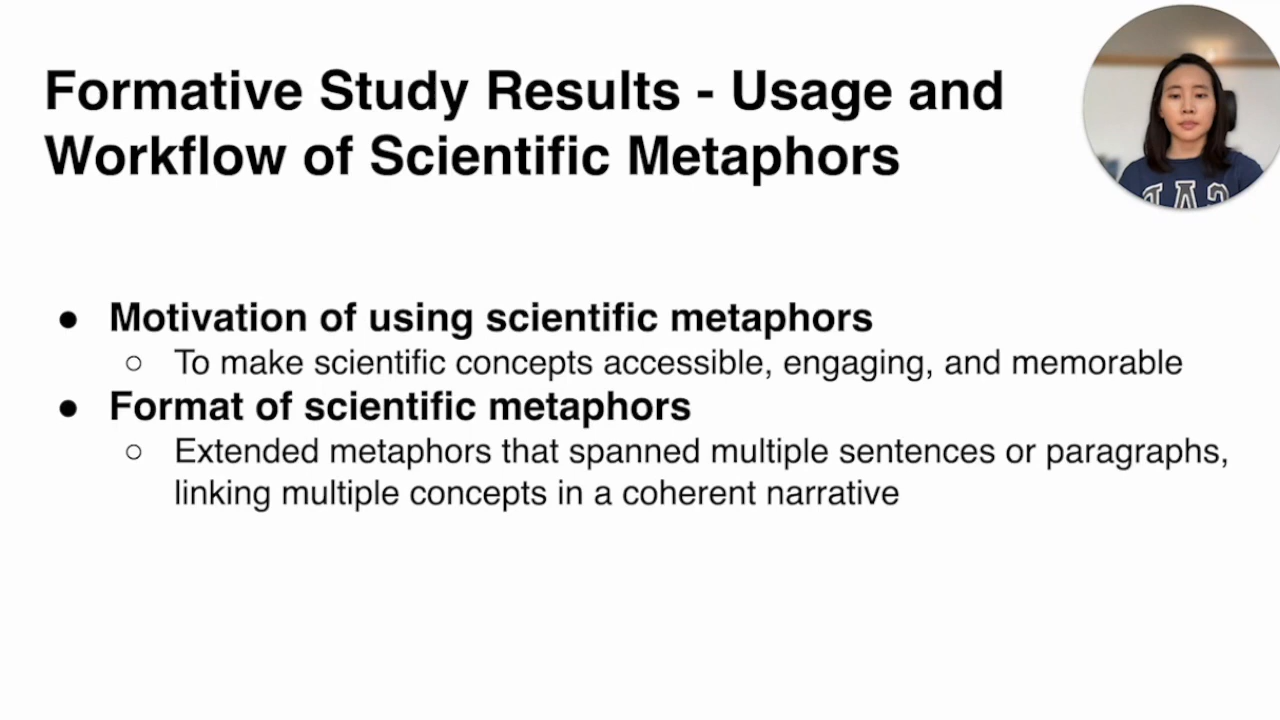 Formative Study Results - Usage and
Workflow of Scientific Metaphors
● Motivation of using scientific metaphors
○ To make scientific concepts accessible, engaging, and memorable
● Format of scientific metaphors
○ Extended metaphors that spanned multiple sentences or paragraphs,
linking multiple concepts in a coherent narrative